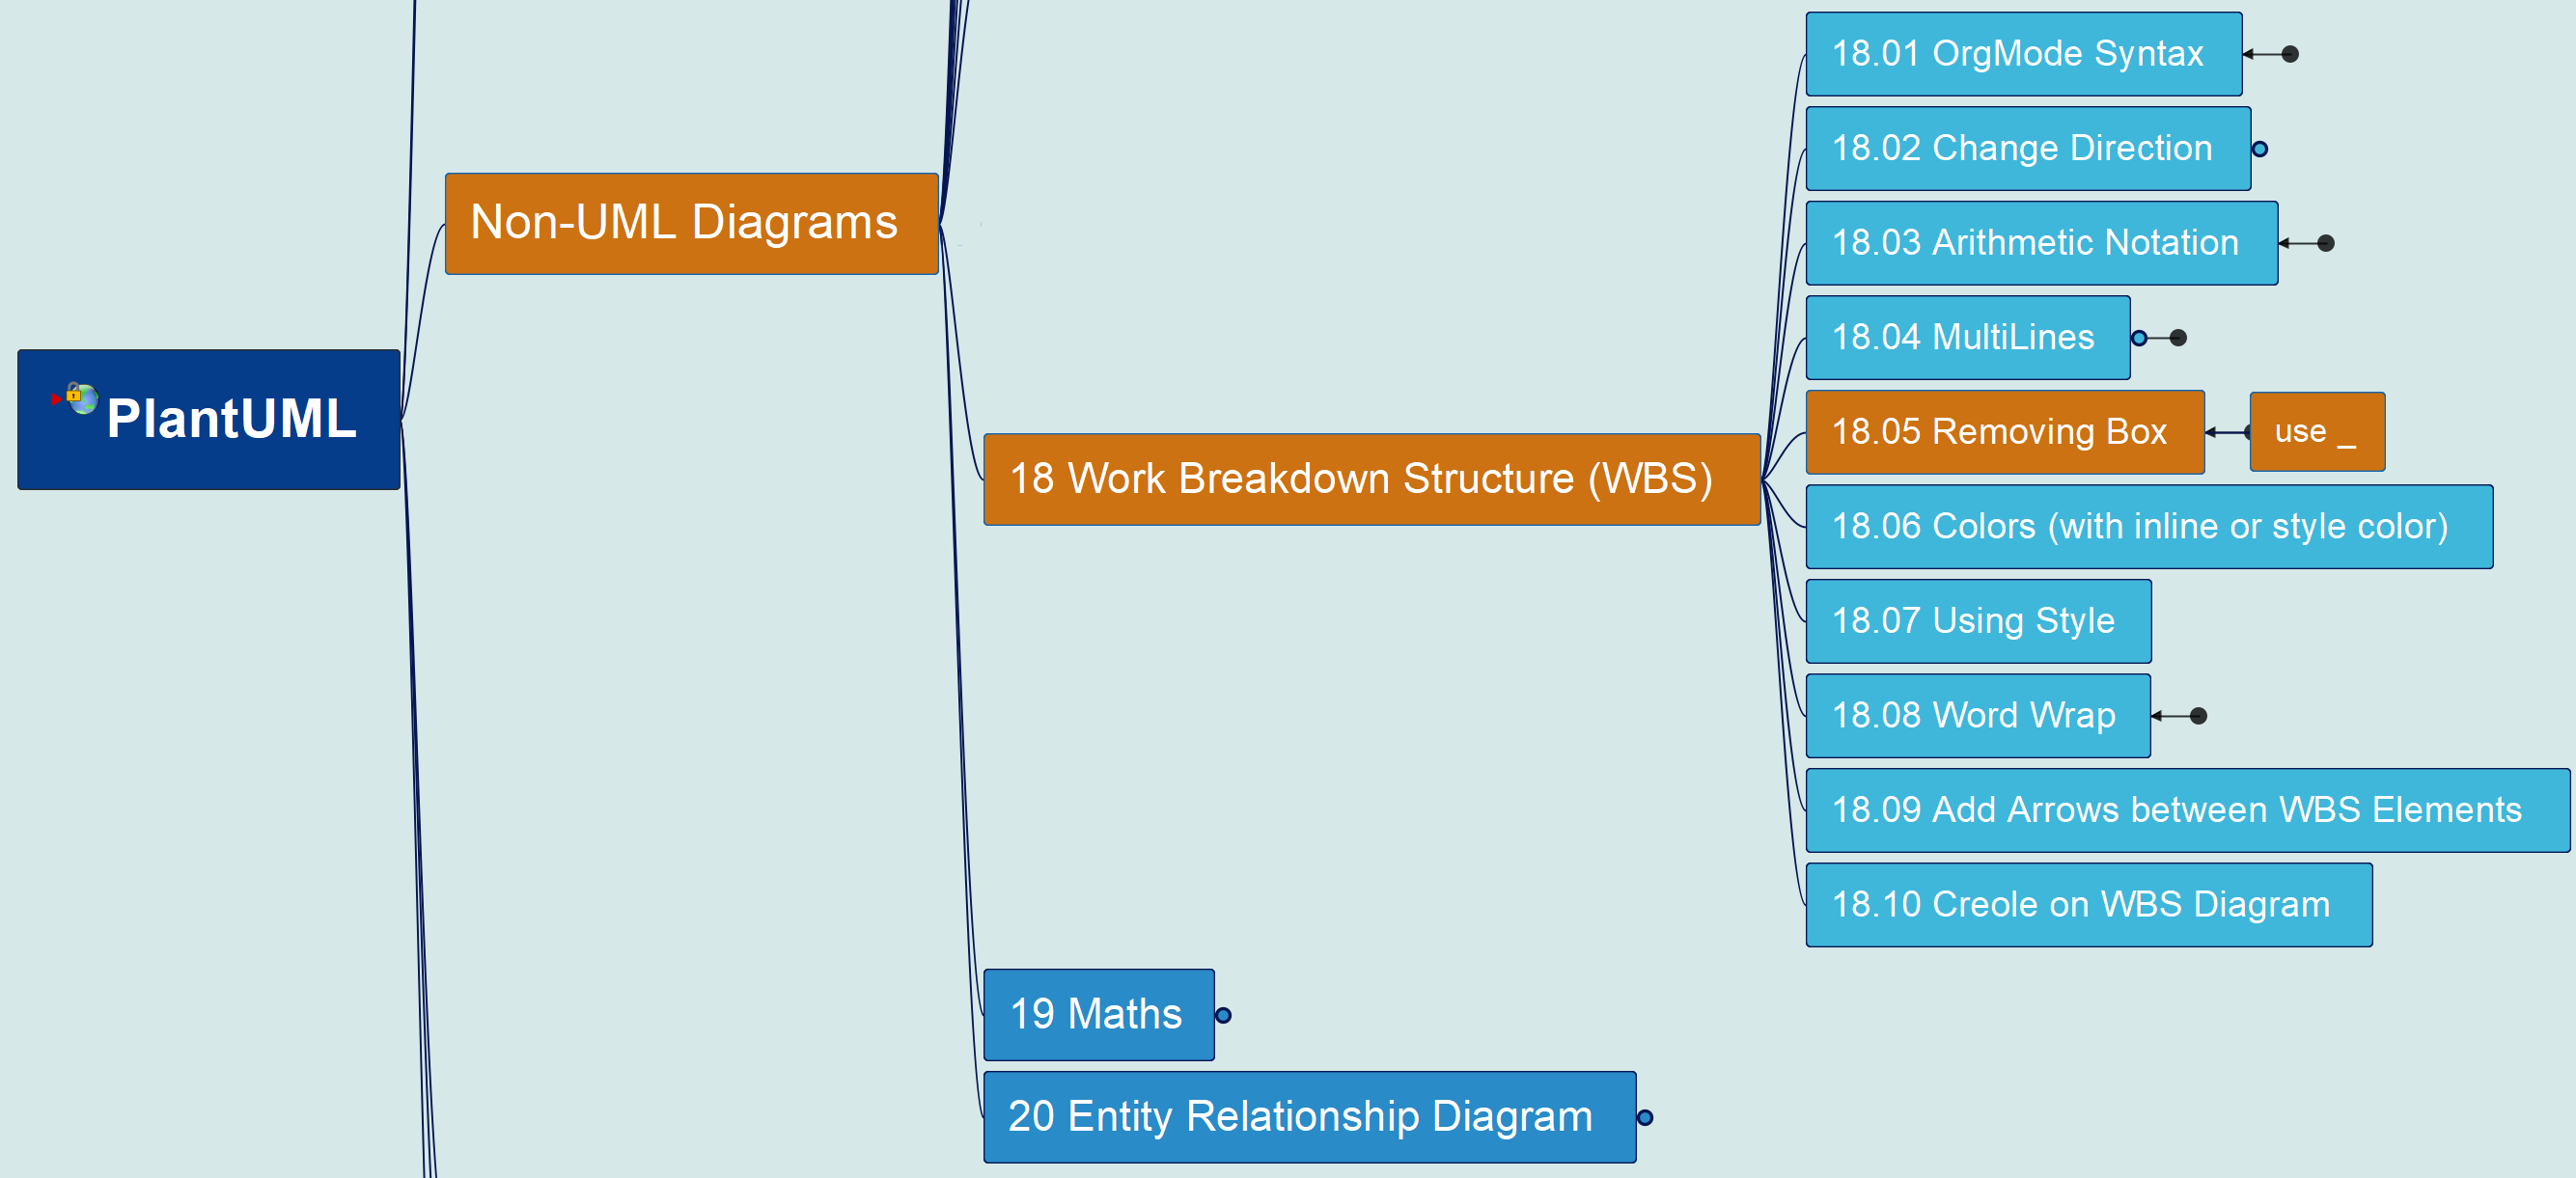 PlantUML
Non-UML Diagrams
18 Work Breakdown Structure (WBS)
18.01 OrgMode Syntax
18.02 Change Direction
18.03 Arithmetic Notation
18.04 MultiLines
18.05 Removing Box
use _
18.06 Colors (with inline or style color)
18.07 Using Style
18.08 Word Wrap
18.09 Add Arrows between WBS Elements
18.10 Creole on WBS Diagram
19 Maths
20 Entity Relationship Diagram